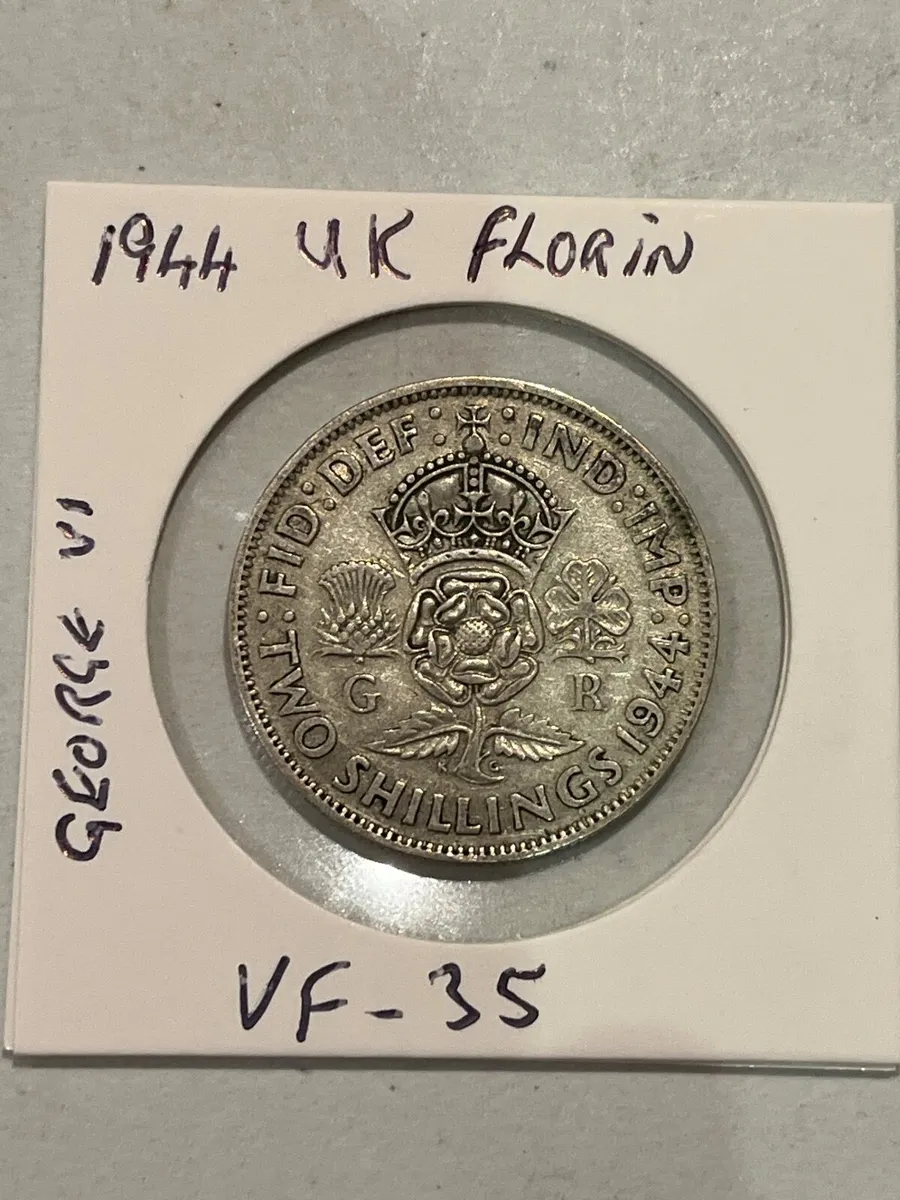 1944 UK FLORIN
GEORGE VI
FID:DEF: :IND:IMP:1944
G R
TWO SHILLINGS
VF-35